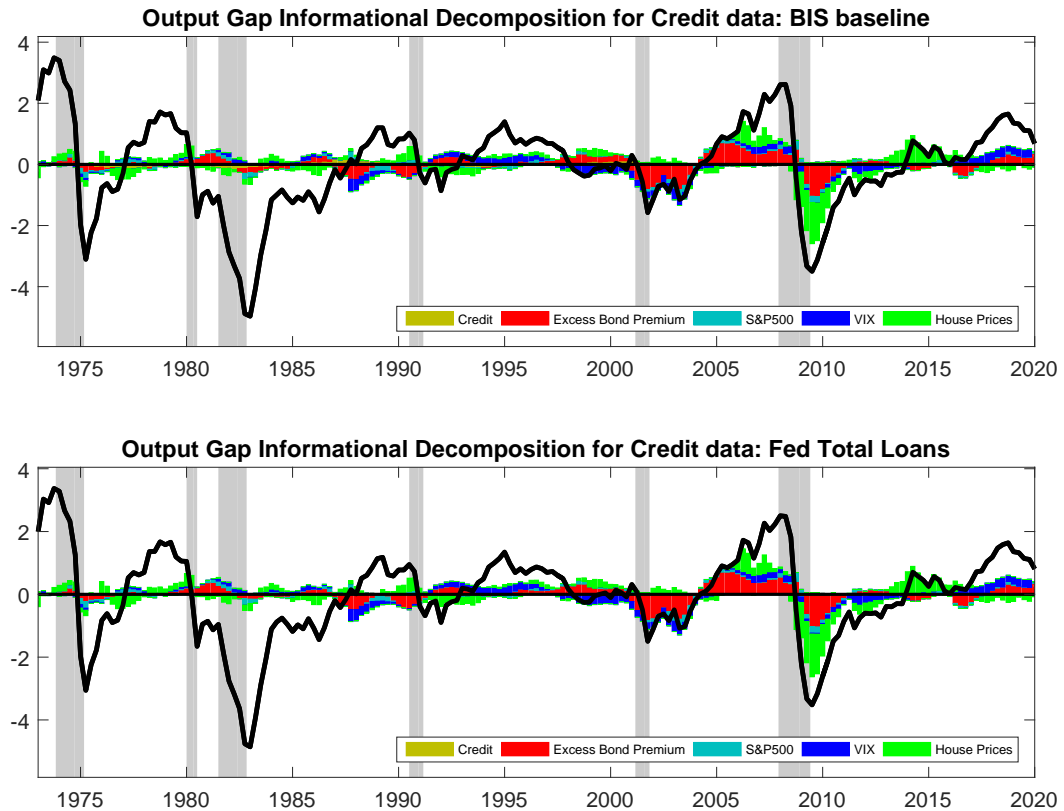 Output Gap Informational Decomposition for Credit data: BIS baseline
4
2
0
-2
-4
Credit Excess Bond Premium S&P500 VIX House Prices
1975 1980 1985 1990 1995 2000 2005 2010 2015 2020
Output Gap Informational Decomposition for Credit data: Fed Total Loans
4
2
0
-2
-4
Credit Excess Bond Premium S&P500 VIX House Prices
1975 1980 1985 1990 1995 2000 2005 2010 2015 2020